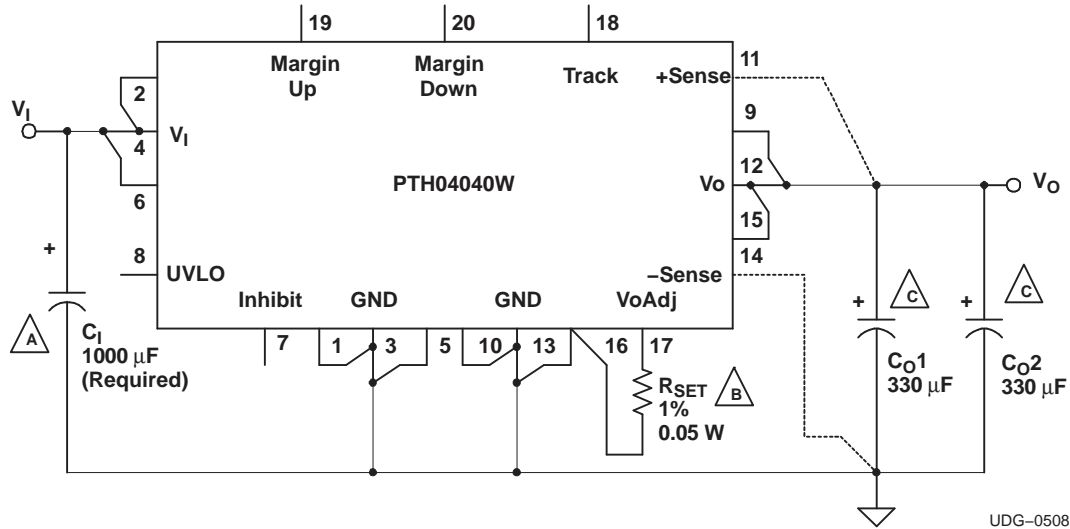 19
20
18
Margin
Up
Margin
Down
Track
+Sense
11
2
9
V_I
V_I
4
PTH04040W
Vo
12
V_O
6
15
+
8
UVLO
–Sense
14
Inhibit
GND
GND
VoAdj
+
C
+
C
A
C_I
1000 μF
(Required)
7
1
3
5
10
13
16
17
R_SET
1%
0.05 W
B
C_O1
330 μF
C_O2
330 μF
UDG–0508